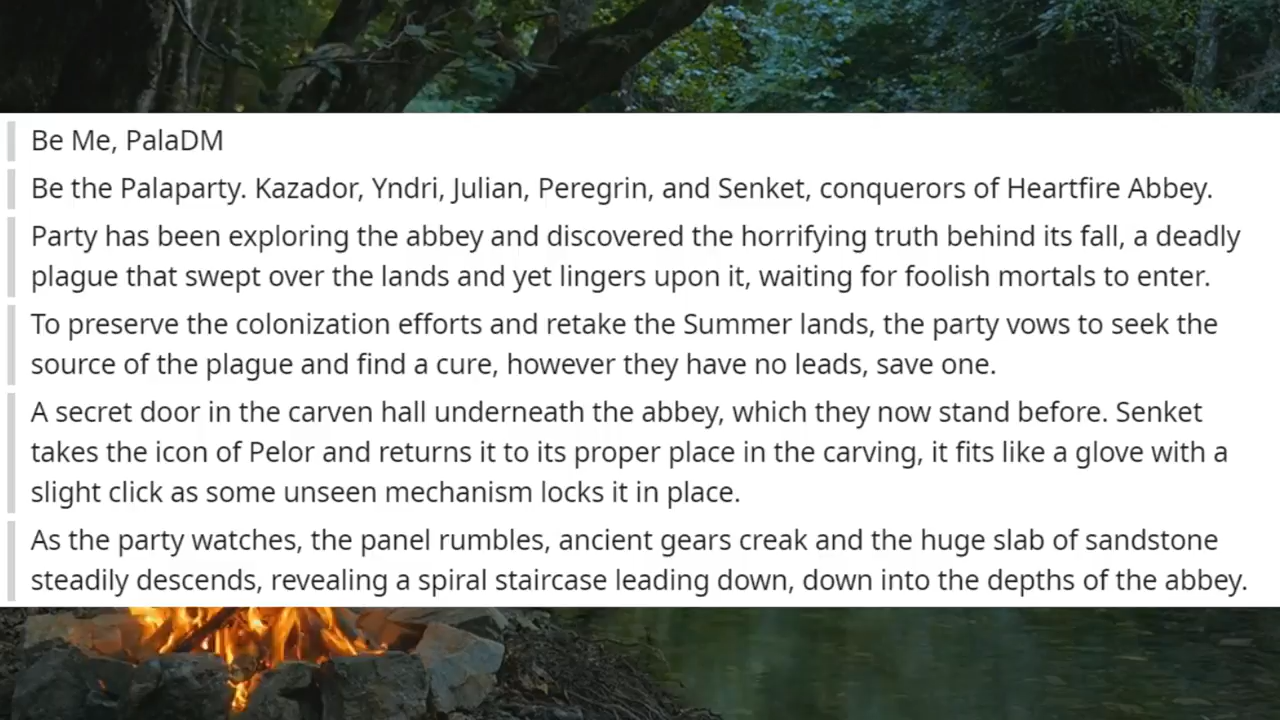 Be Me, PalaDM
Be the Palaparty. Kazador, Yndri, Julian, Peregrin, and Senket, conquerors of Heartfire Abbey.
Party has been exploring the abbey and discovered the horrifying truth behind its fall, a deadly
plague that swept over the lands and yet lingers upon it, waiting for foolish mortals to enter.
To preserve the colonization efforts and retake the Summer lands, the party vows to seek the
source of the plague and find a cure, however they have no leads, save one.
A secret door in the carven hall underneath the abbey, which they now stand before. Senket
takes the icon of Pelor and returns it to its proper place in the carving, it fits like a glove with a
slight click as some unseen mechanism locks it in place.
As the party watches, the panel rumbles, ancient gears creak and the huge slab of sandstone
steadily descends, revealing a spiral staircase leading down, down into the depths of the abbey.